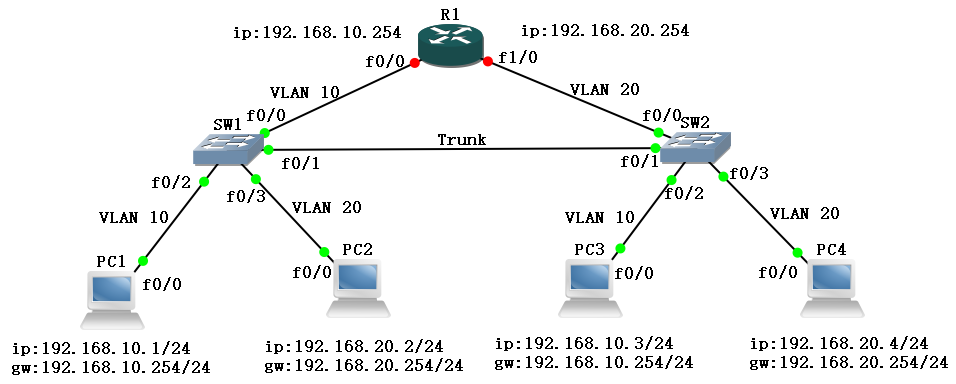 R1
ip:192.168.10.254
ip:192.168.20.254
f0/0
f1/0
VLAN 10
VLAN 20
f0/0
f0/0
SW1
SW2
Trunk
f0/1
f0/1
f0/2
f0/3
f0/2
f0/3
VLAN 10
VLAN 20
VLAN 10
VLAN 20
PC1
PC2
PC3
PC4
f0/0
f0/0
f0/0
f0/0
ip:192.168.10.1/24
gw:192.168.10.254/24
ip:192.168.20.2/24
gw:192.168.20.254/24
ip:192.168.10.3/24
gw:192.168.10.254/24
ip:192.168.20.4/24
gw:192.168.20.254/24